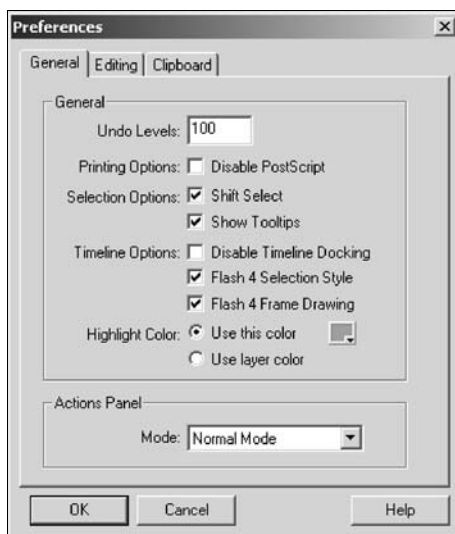 Preferences
General Editing Clipboard
General
Undo Levels: 100
Printing Options: Disable PostScript
Selection Options: Shift Select
Show Tooltips
Timeline Options: Disable Timeline Docking
Flash 4 Selection Style
Flash 4 Frame Drawing
Highlight Color: Use this color
Use layer color
Actions Panel
Mode: Normal Mode
OK Cancel Help